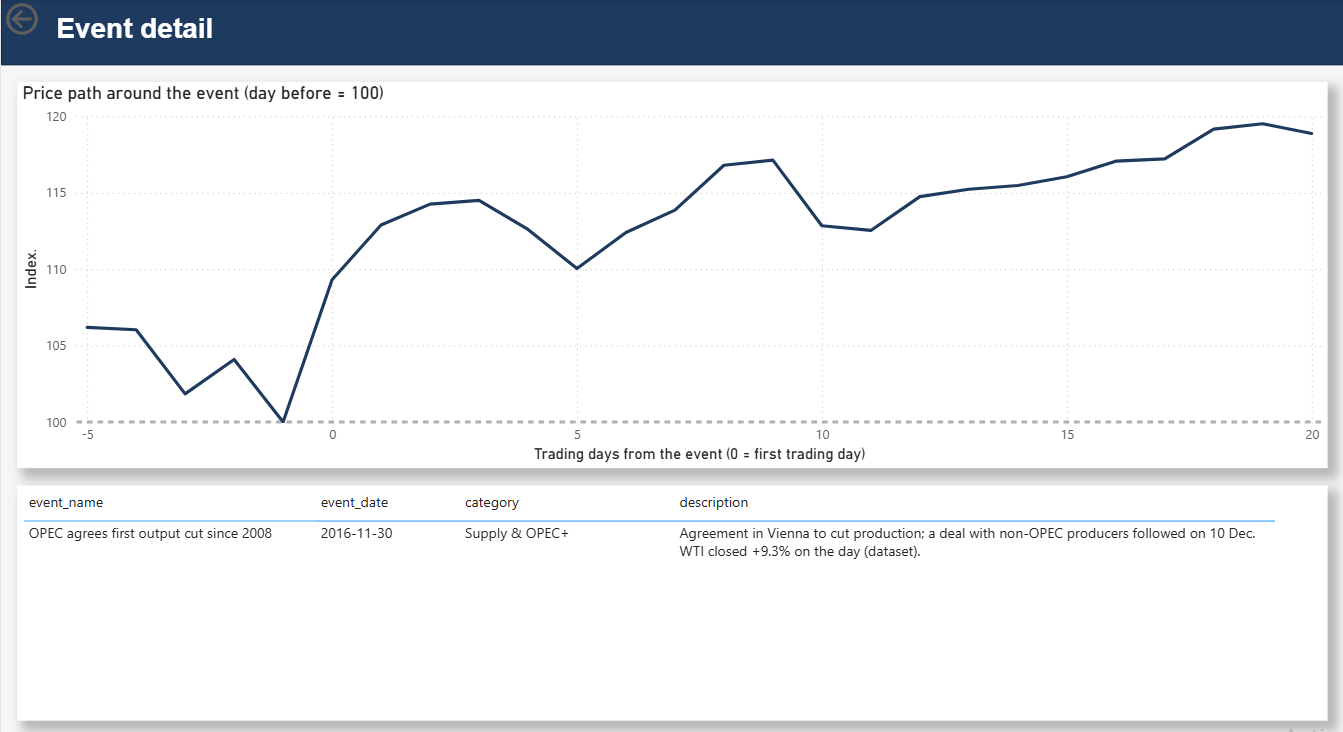 Event detail
Price path around the event (day before = 100)
120
115
110
105
100
Index.
-5 0 5 10 15 20
Trading days from the event (0 = first trading day)
event_name event_date category description
OPEC agrees first output cut since 2008 2016-11-30 Supply & OPEC+ Agreement in Vienna to cut production; a deal with non-OPEC producers followed on 10 Dec.
WTI closed +9.3% on the day (dataset).